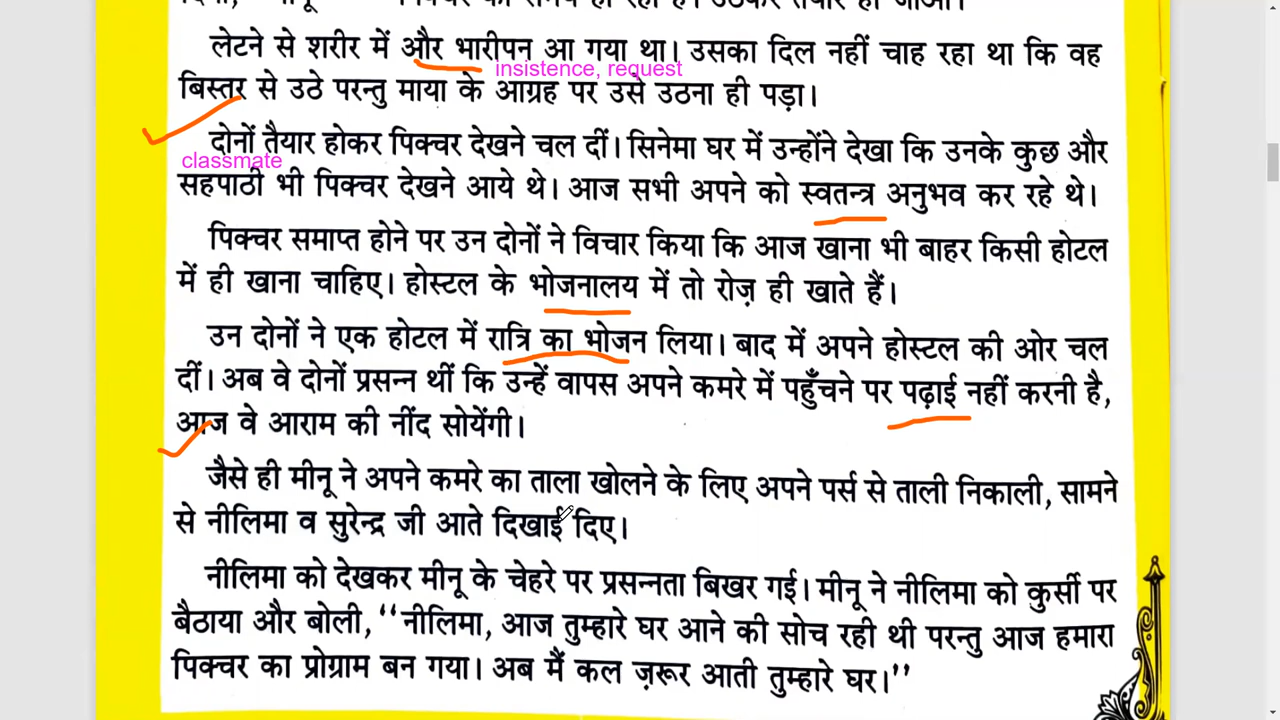 लेटने से शरीर में और भारीपन आ गया था। उसका दिल नहीं चाह रहा था कि वह
insistence, request
बिस्तर से उठे परन्तु माया के आग्रह पर उसे उठना ही पड़ा।
दोनों तैयार होकर पिक्चर देखने चल दीं। सिनेमा घर में उन्होंने देखा कि उनके कुछ और
classmate
सहपाठी भी पिक्चर देखने आये थे। आज सभी अपने को स्वतन्त्र अनुभव कर रहे थे।
पिक्चर समाप्त होने पर उन दोनों ने विचार किया कि आज खाना भी बाहर किसी होटल
में ही खाना चाहिए। होस्टल के भोजनालय में तो रोज़ ही खाते हैं।
उन दोनों ने एक होटल में रात्रि का भोजन लिया। बाद में अपने होस्टल की ओर चल
दीं। अब वे दोनों प्रसन्न थीं कि उन्हें वापस अपने कमरे में पहुँचने पर पढ़ाई नहीं करनी है,
आज वे आराम की नींद सोयेंगी।
जैसे ही मीनू ने अपने कमरे का ताला खोलने के लिए अपने पर्स से ताली निकाली, सामने
से नीलिमा व सुरेन्द्र जी आते दिखाई दिए।
नीलिमा को देखकर मीनू के चेहरे पर प्रसन्नता बिखर गई। मीनू ने नीलिमा को कुर्सी पर
बैठाया और बोली, ‘‘नीलिमा, आज तुम्हारे घर आने की सोच रही थी परन्तु आज हमारा
पिक्चर का प्रोग्राम बन गया। अब मैं कल ज़रूर आती तुम्हारे घर।’’